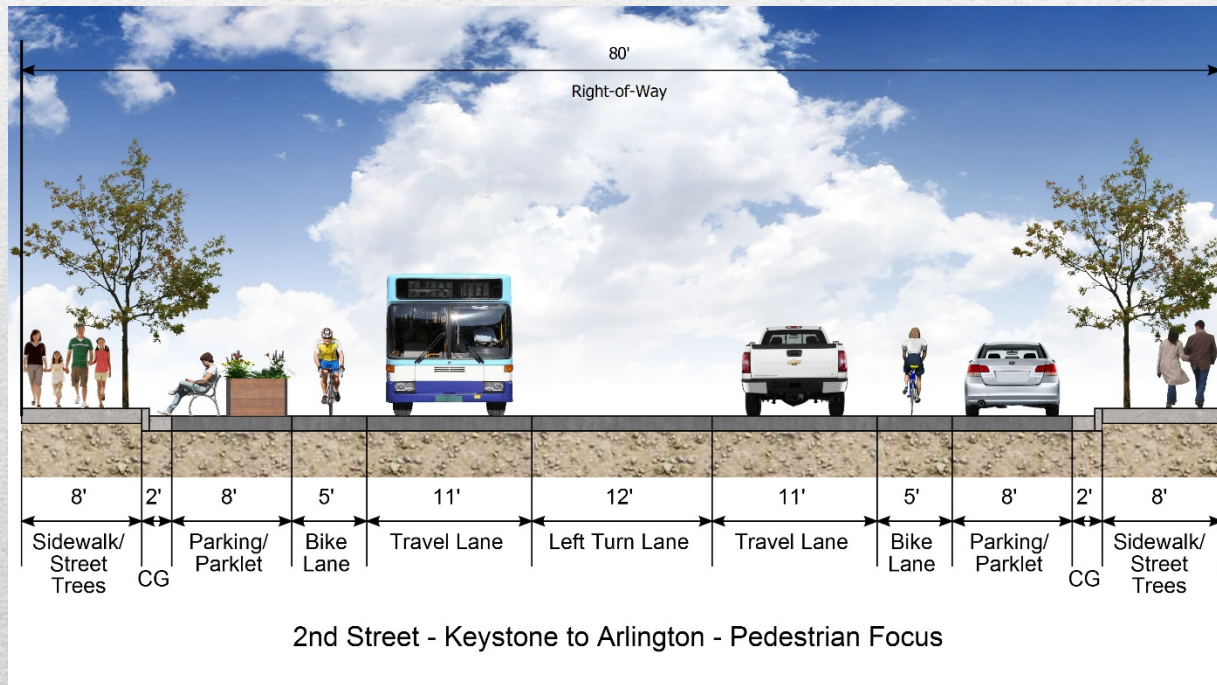 80'
Right-of-Way
8'
2'
8'
5'
11'
12'
11'
5'
8'
2'
8'
Sidewalk/
Street
Trees
CG
Parking/
Parklet
Bike
Lane
Travel Lane
Left Turn Lane
Travel Lane
Bike
Lane
Parking/
Parklet
CG
Sidewalk/
Street
Trees
2nd Street - Keystone to Arlington - Pedestrian Focus